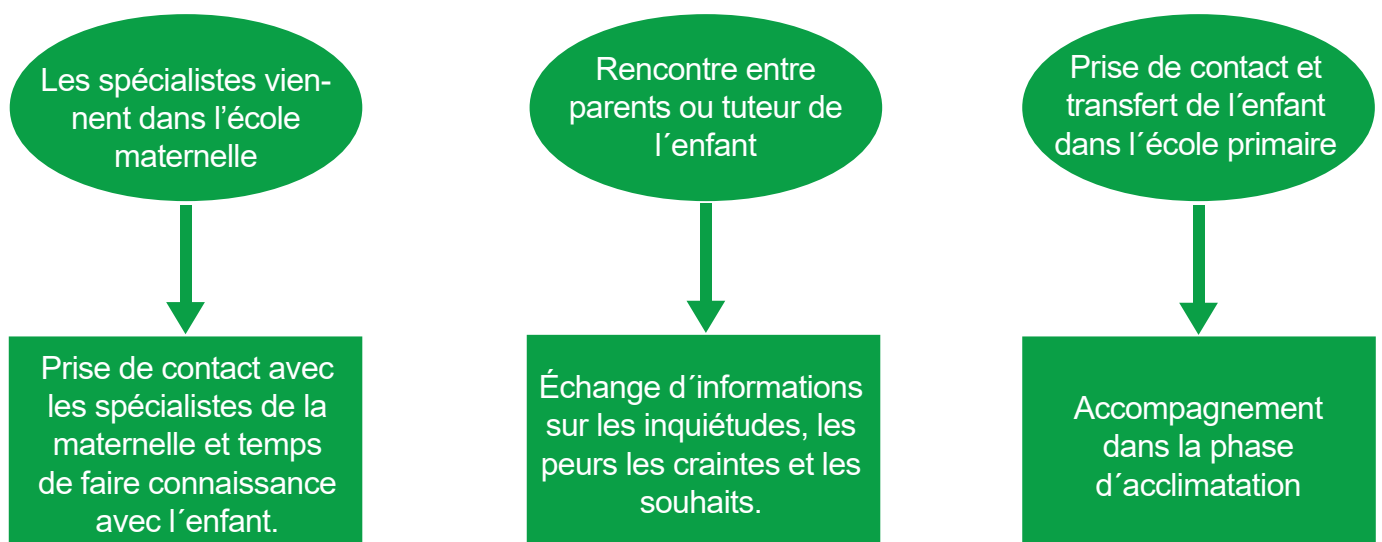 Les spécialistes vien-
nent dans l’école
maternelle
Rencontre entre
parents ou tuteur de
l´enfant
Prise de contact et
transfert de l´enfant
dans l´école primaire
Prise de contact avec
les spécialistes de la
maternelle et temps
de faire connaissance
avec l´enfant.
Échange d´informations
sur les inquiétudes, les
peurs les craintes et les
souhaits.
Accompagnement
dans la phase
d´acclimatation